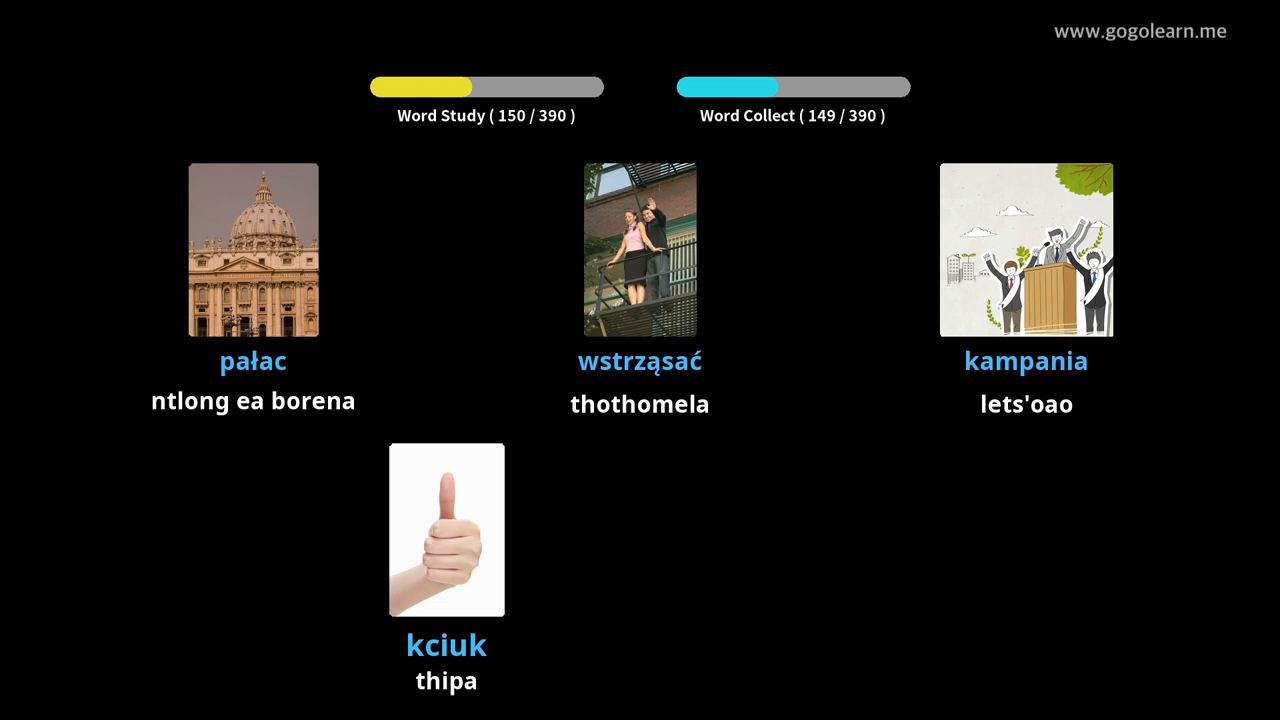 www.gogolearn.me
Word Study ( 150 / 390 )
Word Collect ( 149 / 390 )
pałac
wstrząsać
kampania
ntlong ea borena
thothomela
lets'oao
kciuk
thipa